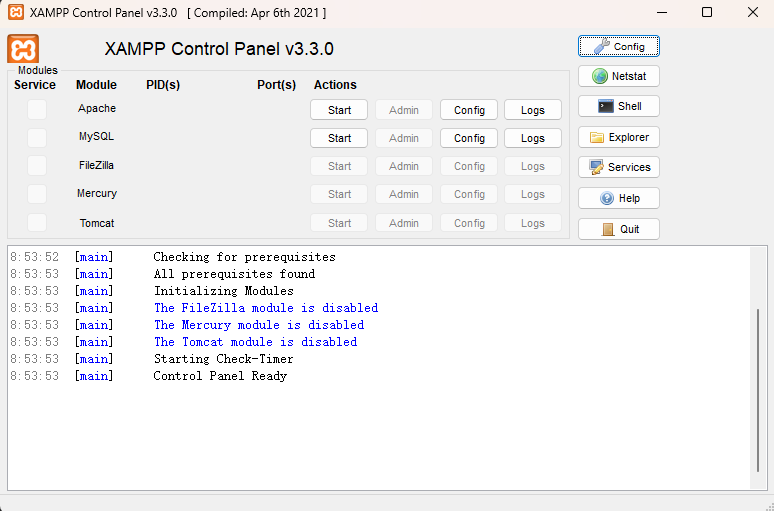 XAMPP Control Panel v3.3.0 [ Compiled: Apr 6th 2021 ]
XAMPP Control Panel v3.3.0
Config
Modules
Service Module PID(s) Port(s) Actions
Netstat
Apache Start Admin Config Logs
Shell
MySQL Start Admin Config Logs
Explorer
FileZilla Start Admin Config Logs
Services
Mercury Start Admin Config Logs
Help
Tomcat Start Admin Config Logs
Quit
8:53:52 [main] Checking for prerequisites
8:53:53 [main] All prerequisites found
8:53:53 [main] Initializing Modules
8:53:53 [main] The FileZilla module is disabled
8:53:53 [main] The Mercury module is disabled
8:53:53 [main] The Tomcat module is disabled
8:53:53 [main] Starting Check-Timer
8:53:53 [main] Control Panel Ready